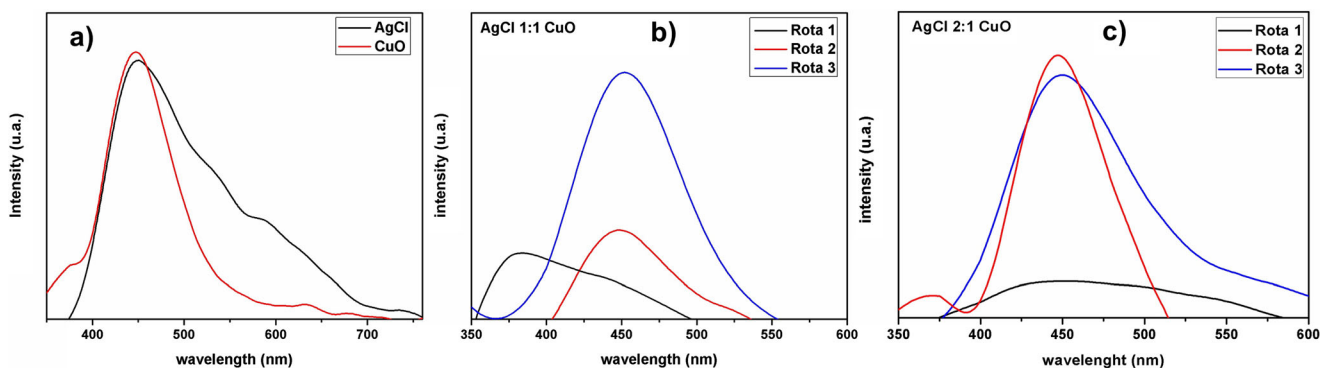 a)
AgCl
CuO
Intensity (u.a.)
400
500
600
700
wavelength (nm)
AgCl 1:1 CuO
b)
Rota 1
Rota 2
Rota 3
intensity (u.a.)
350
400
450
500
550
600
wavelength (nm)
AgCl 2:1 CuO
c)
Rota 1
Rota 2
Rota 3
intensity (u.a.)
350
400
450
500
550
600
wavelenght (nm)